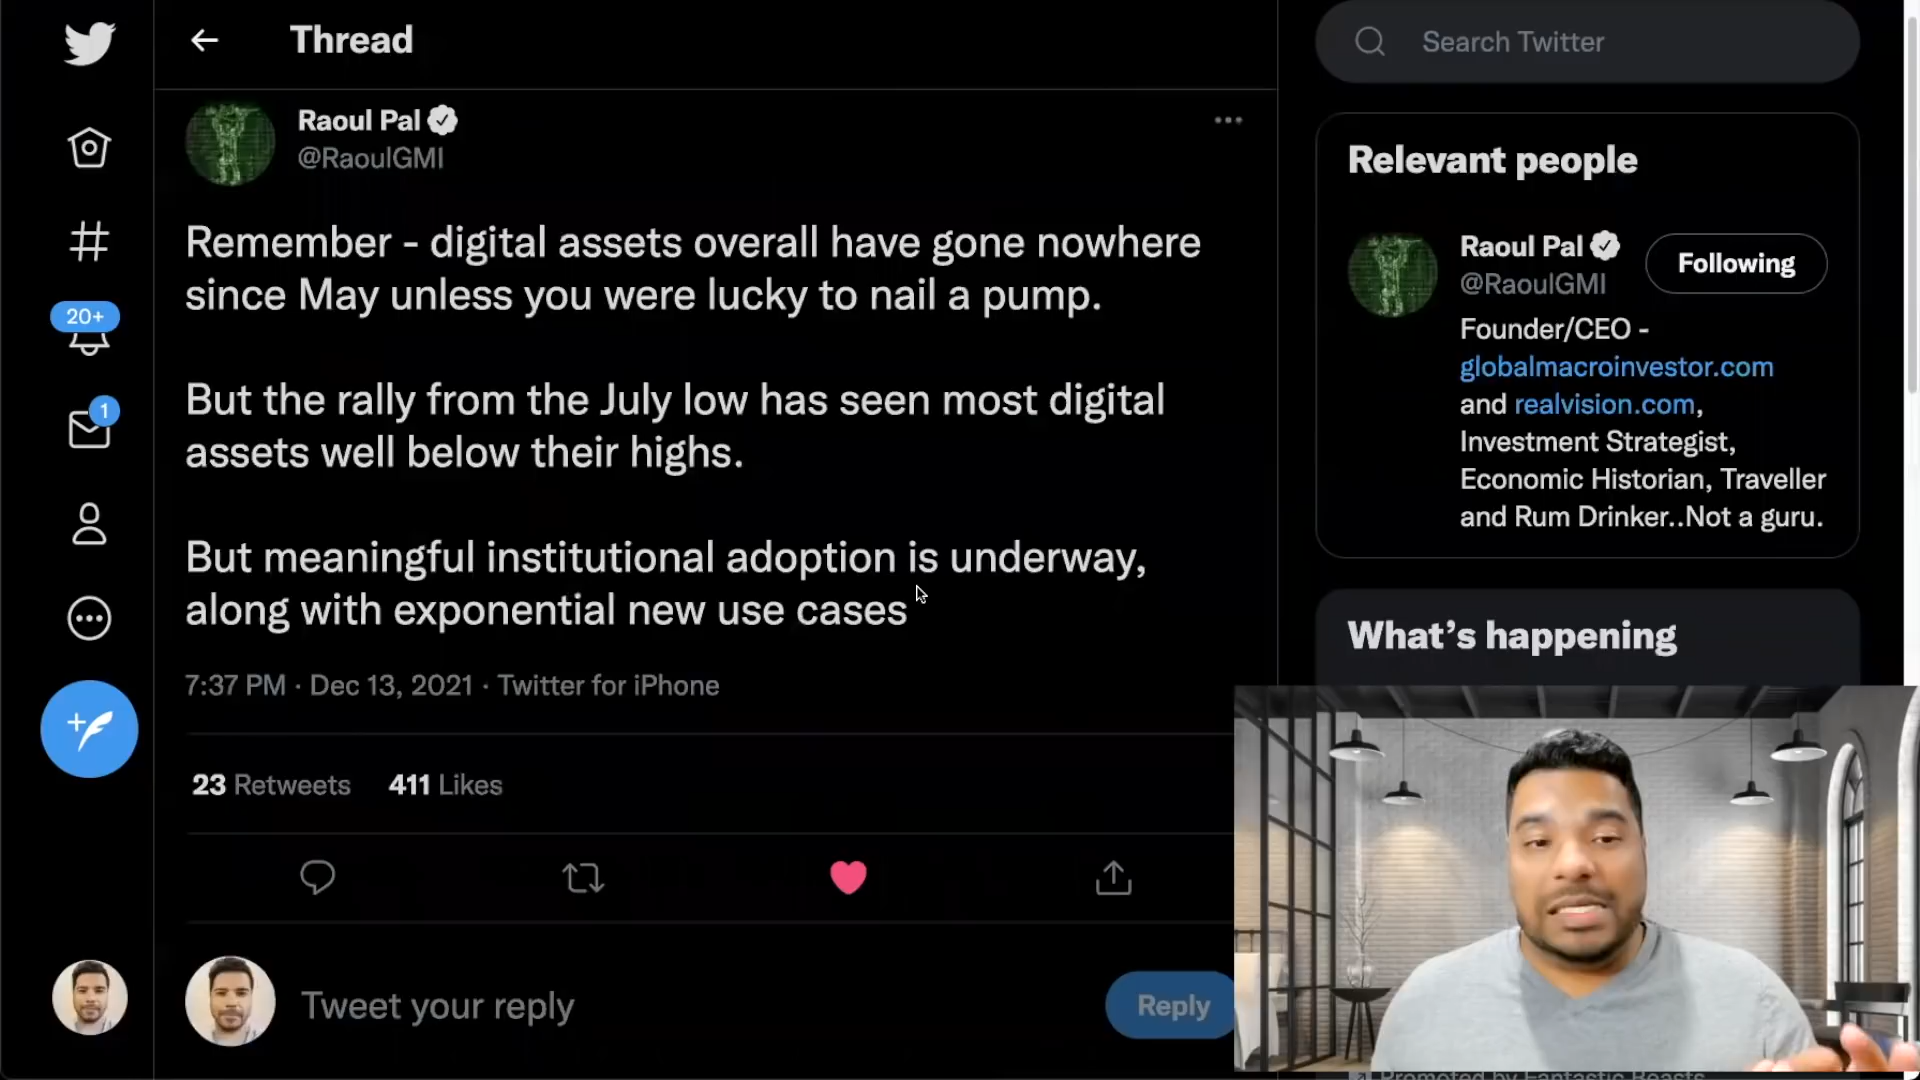 Thread
Search Twitter
Raoul Pal
@RaoulGMI
Remember - digital assets overall have gone nowhere
since May unless you were lucky to nail a pump.
But the rally from the July low has seen most digital
assets well below their highs.
But meaningful institutional adoption is underway,
along with exponential new use cases
7:37 PM · Dec 13, 2021 · Twitter for iPhone
23 Retweets 411 Likes
Tweet your reply
Reply
20+
1
Relevant people
Raoul Pal
@RaoulGMI
Following
Founder/CEO -
globalmacroinvestor.com
and realvision.com,
Investment Strategist,
Economic Historian, Traveller
and Rum Drinker..Not a guru.
What's happening
Promoted by Fantastic Beasts